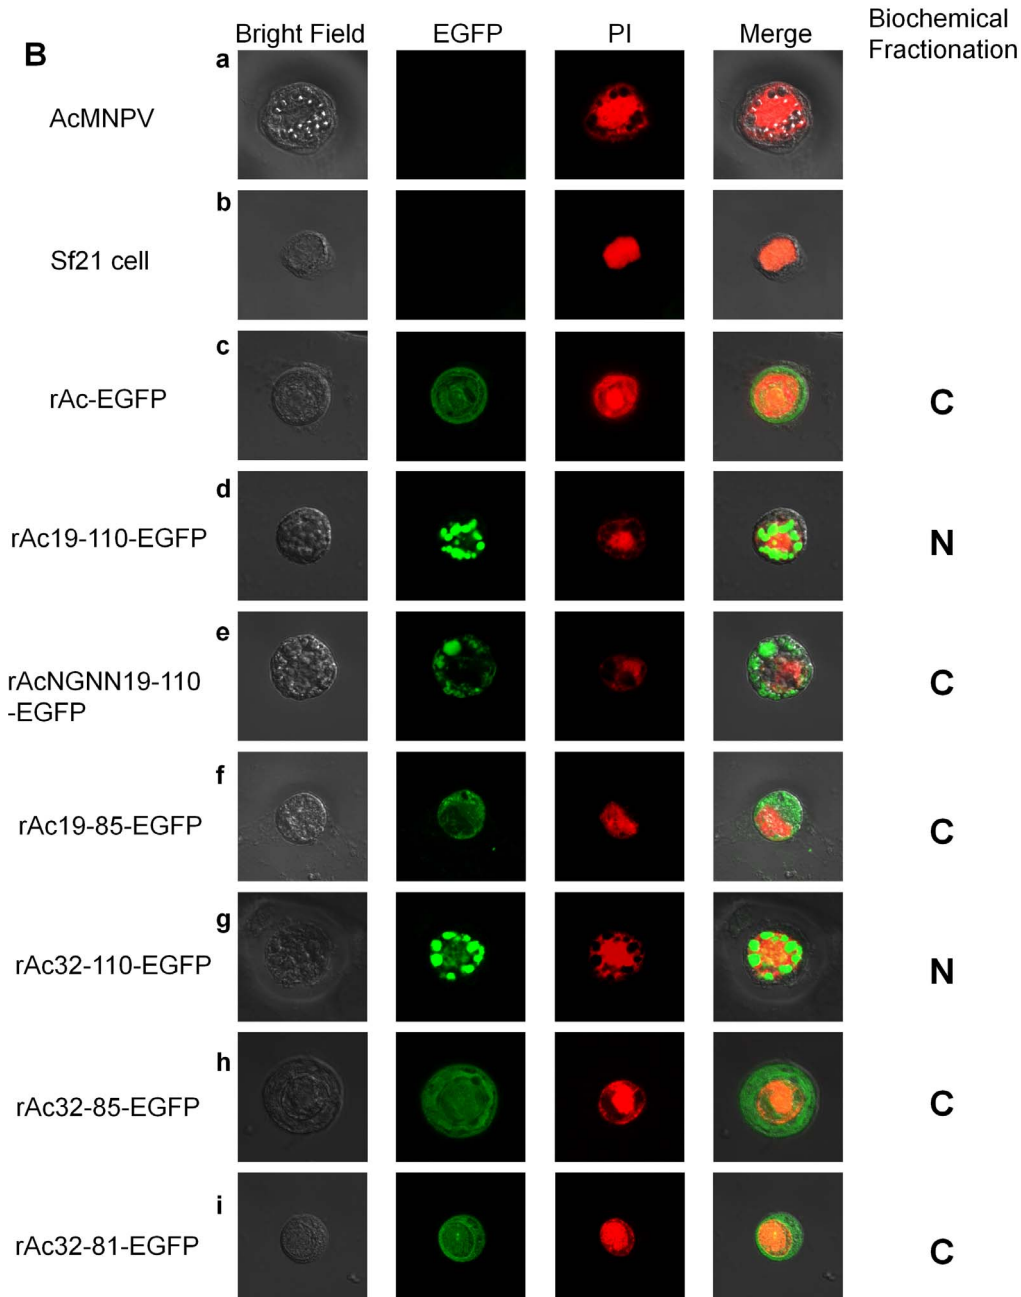 B
Bright Field
EGFP
PI
Merge
Biochemical
Fractionation
a
AcMNPV
b
Sf21 cell
c
rAc-EGFP
C
d
rAc19-110-EGFP
N
e
rAcNGNN19-110
-EGFP
C
f
rAc19-85-EGFP
C
g
rAc32-110-EGFP
N
h
rAc32-85-EGFP
C
i
rAc32-81-EGFP
C